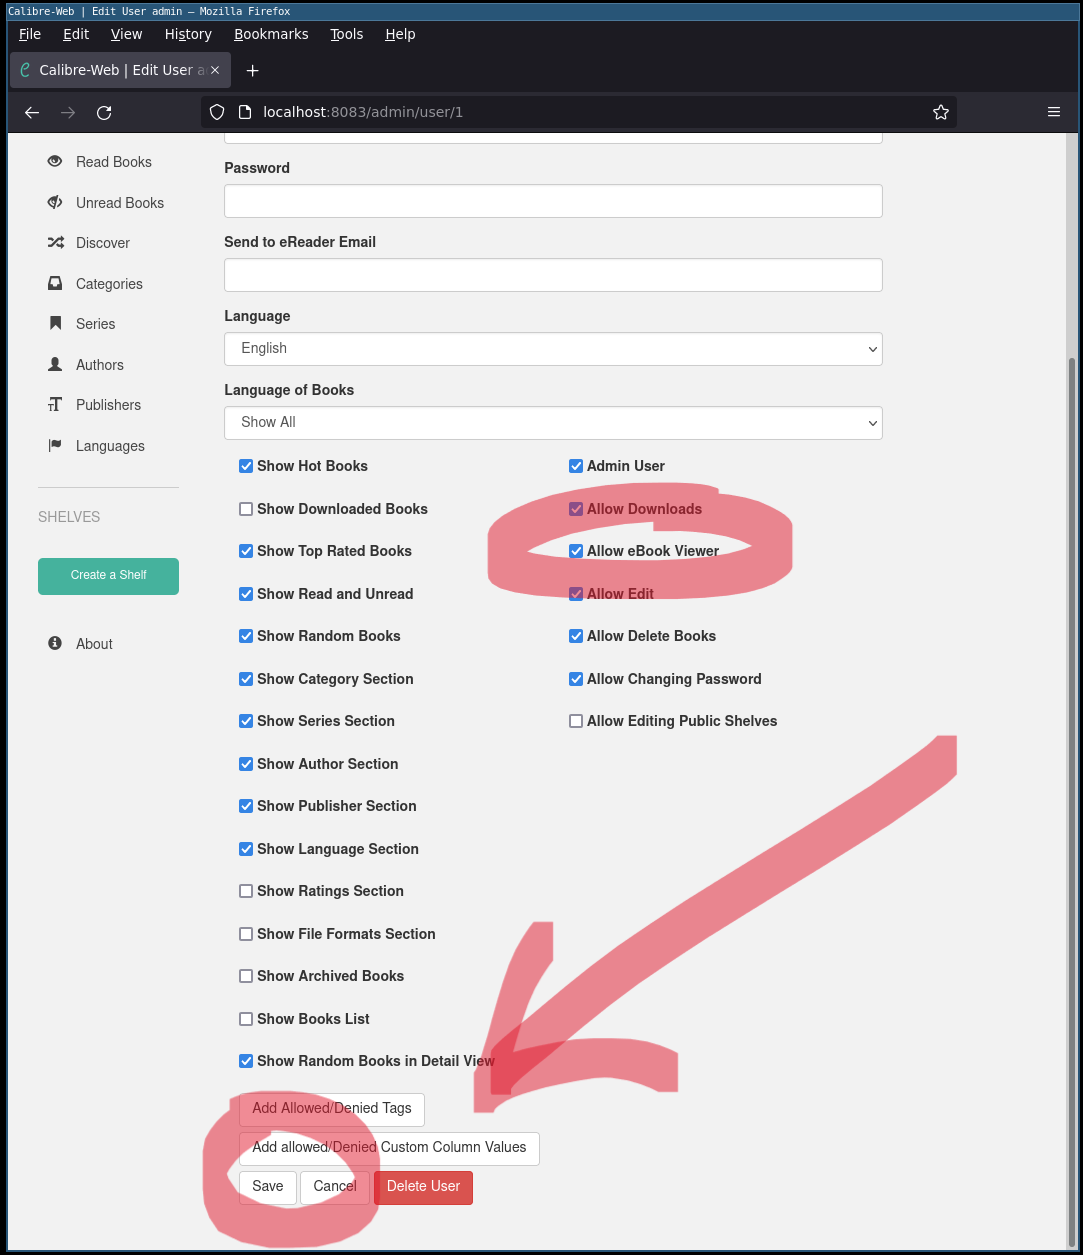 Calibre-Web | Edit User admin — Mozilla Firefox
File Edit View History Bookmarks Tools Help
Calibre-Web | Edit User a
localhost:8083/admin/user/1
Read Books
Unread Books
Discover
Categories
Series
Authors
Publishers
Languages
SHELVES
Create a Shelf
About
Password
Send to eReader Email
Language
English
Language of Books
Show All
Show Hot Books
Show Downloaded Books
Show Top Rated Books
Show Read and Unread
Show Random Books
Show Category Section
Show Series Section
Show Author Section
Show Publisher Section
Show Language Section
Show Ratings Section
Show File Formats Section
Show Archived Books
Show Books List
Show Random Books in Detail View
Admin User
Allow Downloads
Allow eBook Viewer
Allow Edit
Allow Delete Books
Allow Changing Password
Allow Editing Public Shelves
Add Allowed/Denied Tags
Add allowed/Denied Custom Column Values
Save Cancel Delete User